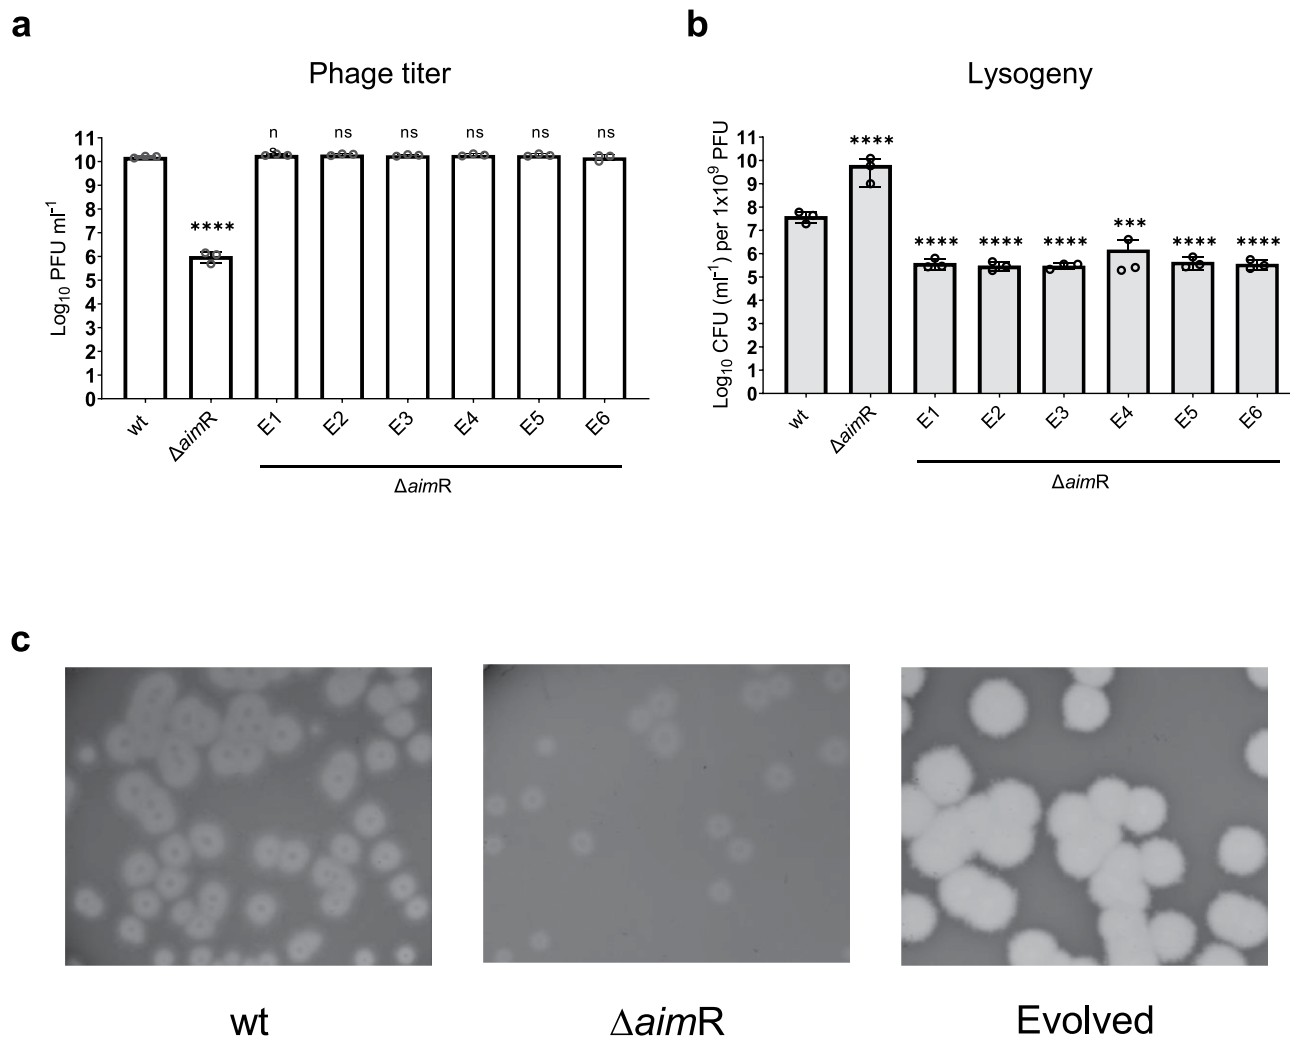 a
Phage titer
Log10 PFU ml-1
11
10
9
8
7
6
5
4
3
2
1
0
****
n
s
ns
ns
ns
ns
ns
wt
ΔaimR
E1
E2
E3
E4
E5
E6
ΔaimR
b
Lysogeny
Log10 CFU (ml-1) per 1x10^9 PFU
11
10
9
8
7
6
5
4
3
2
1
0
****
****
****
****
***
****
****
wt
ΔaimR
E1
E2
E3
E4
E5
E6
ΔaimR
c
wt
ΔaimR
Evolved